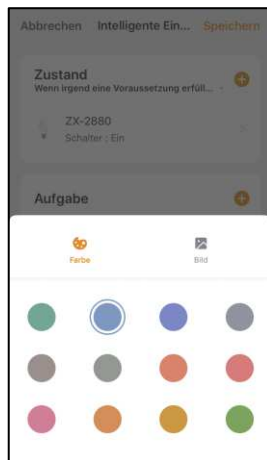 Abbrechen Intelligente Ein... Speichern
Zustand
Wenn irgend eine Voraussetzung erfüll...
ZX-2880
Schalter : Ein
Aufgabe
Farbe Bild